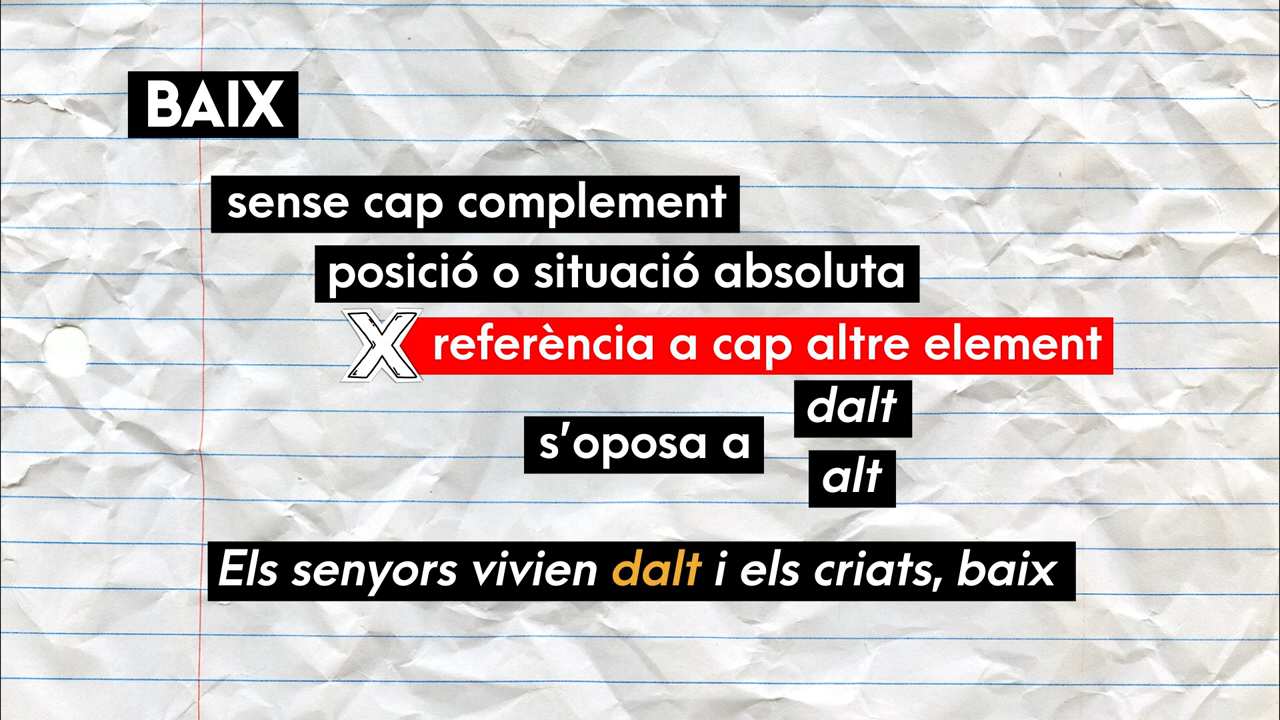 BAIX
sense cap complement
posició o situació absoluta
X referència a cap altre element
dalt
s'oposa a
alt
Els senyors vivien dalt i els criats, baix